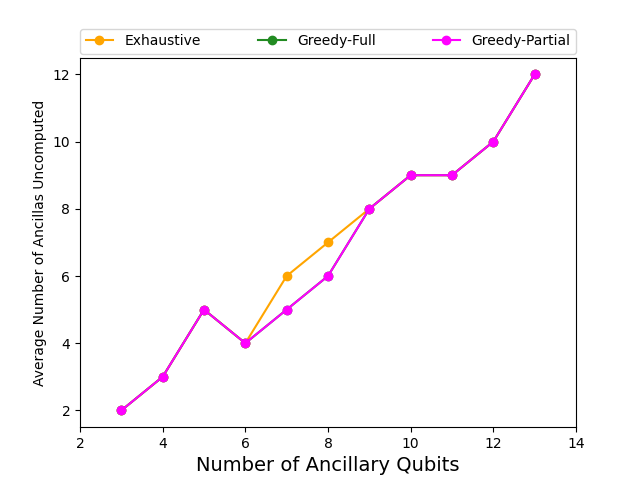 Exhaustive Greedy-Full Greedy-Partial
Average Number of Ancillas Uncomputed
12
10
8
6
4
2
2 4 6 8 10 12 14
Number of Ancillary Qubits